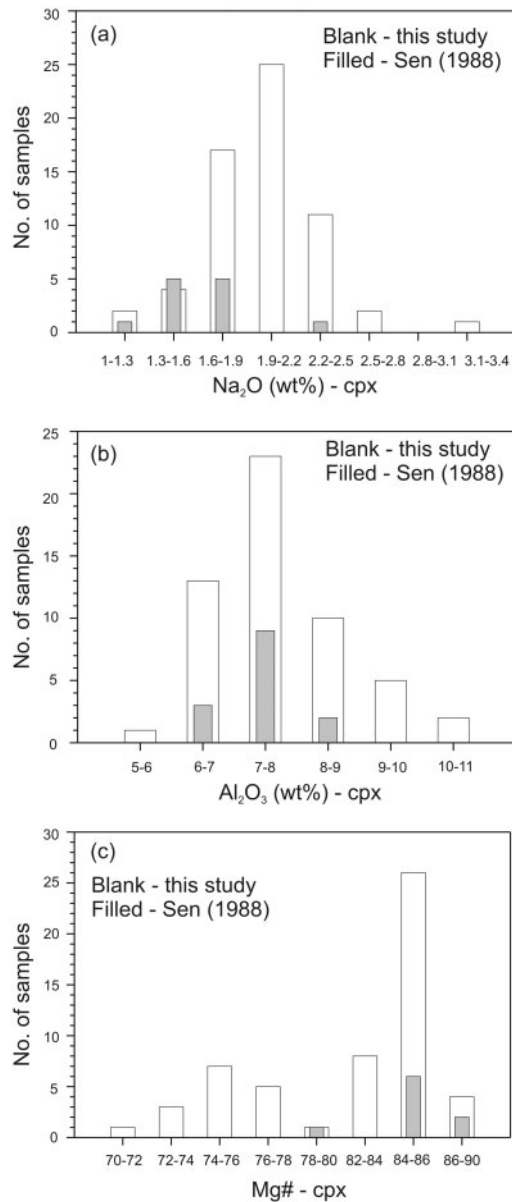 (a)
Blank - this study
Filled - Sen (1988)
No. of samples
30
25
20
15
10
5
0
1-1.3 1.3-1.6 1.6-1.9 1.9-2.2 2.2-2.5 2.5-2.8 2.8-3.1 3.1-3.4
Na₂O (wt%) - cpx
(b)
Blank - this study
Filled - Sen (1988)
No. of samples
25
20
15
10
5
0
5-6 6-7 7-8 8-9 9-10 10-11
Al₂O₃ (wt%) - cpx
(c)
Blank - this study
Filled - Sen (1988)
No. of samples
30
25
20
15
10
5
0
70-72 72-74 74-76 76-78 78-80 82-84 84-86 86-90
Mg# - cpx